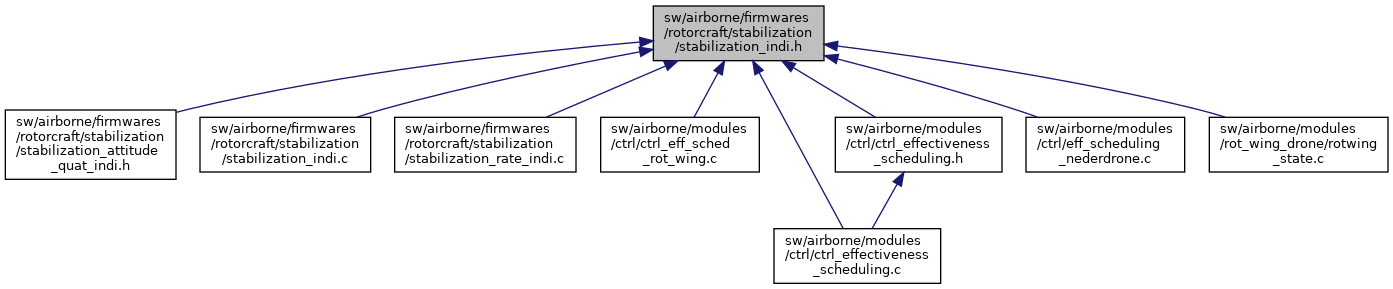 sw/airborne/firmwares
/rotorcraft/stabilization
/stabilization_indi.h
sw/airborne/firmwares
/rotorcraft/stabilization
/stabilization_attitude
_quat_indi.h
sw/airborne/firmwares
/rotorcraft/stabilization
/stabilization_indi.c
sw/airborne/firmwares
/rotorcraft/stabilization
/stabilization_rate_indi.c
sw/airborne/modules
/ctrl/ctrl_eff_sched
_rot_wing.c
sw/airborne/modules
/ctrl/ctrl_effectiveness
_scheduling.h
sw/airborne/modules
/ctrl/eff_scheduling
_nederdrone.c
sw/airborne/modules
/rot_wing_drone/rotwing
_state.c
sw/airborne/modules
/ctrl/ctrl_effectiveness
_scheduling.c